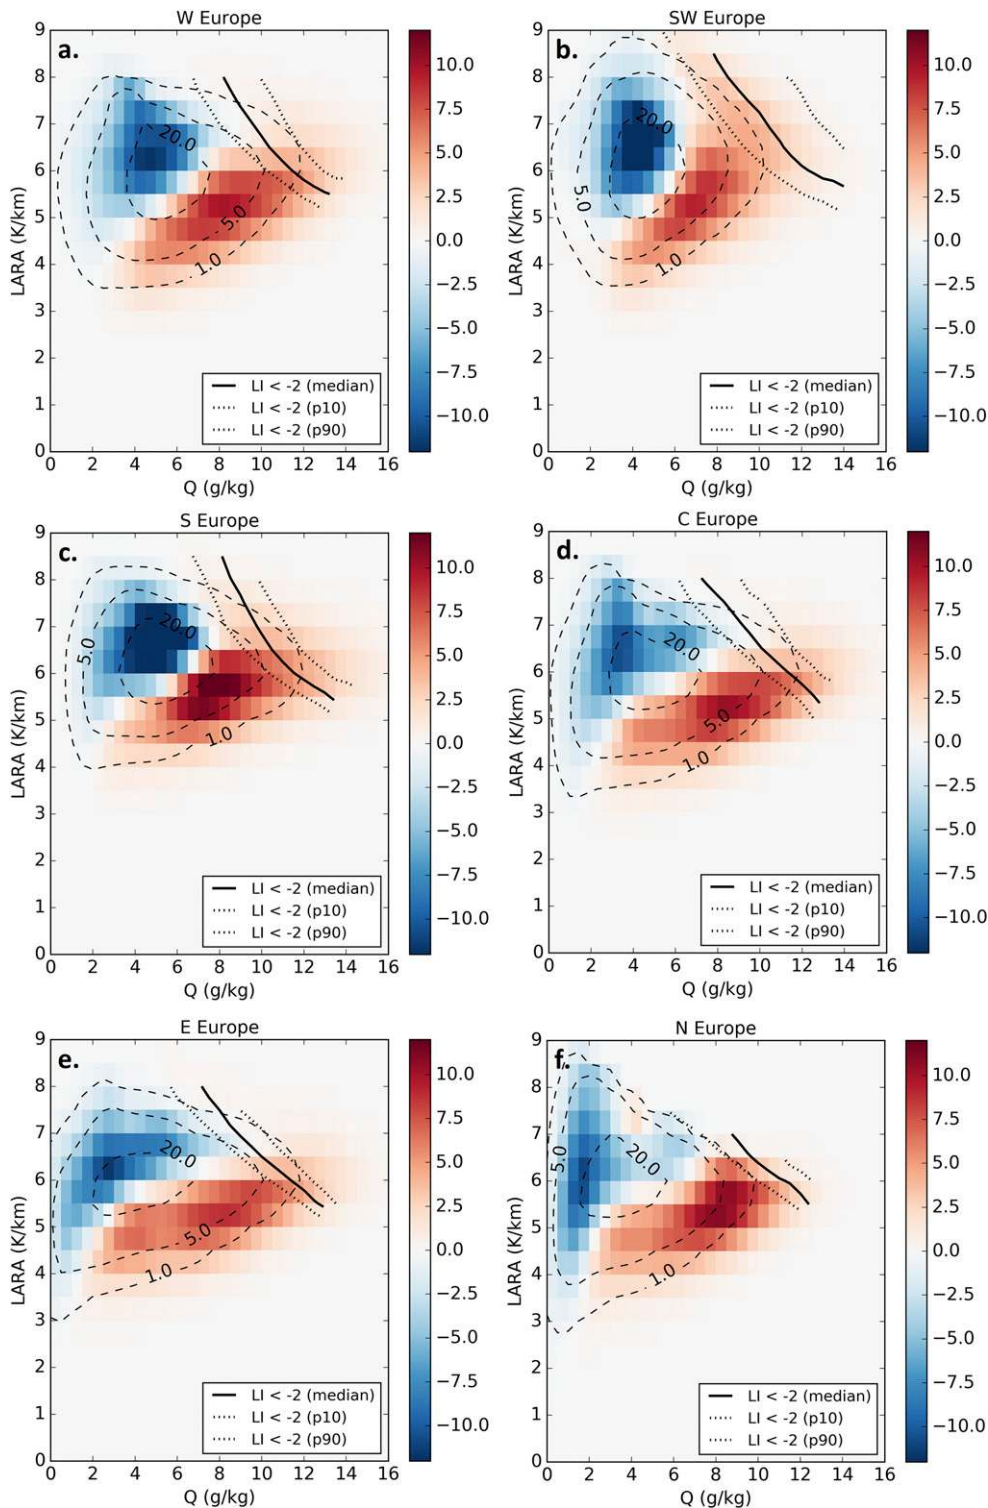 W Europe
a.
LARA (K/km)
9
8
7
6
5
4
3
2
1
0
20.0
5.0
1.0
LI < -2 (median)
LI < -2 (p10)
LI < -2 (p90)
0 2 4 6 8 10 12 14 16
Q (g/kg)
10.0
7.5
5.0
2.5
0.0
−2.5
−5.0
−7.5
−10.0
SW Europe
b.
LARA (K/km)
9
8
7
6
5
4
3
2
1
0
20.0
5.0
1.0
LI < -2 (median)
LI < -2 (p10)
LI < -2 (p90)
0 2 4 6 8 10 12 14 16
Q (g/kg)
10.0
7.5
5.0
2.5
0.0
−2.5
−5.0
−7.5
−10.0
S Europe
c.
LARA (K/km)
9
8
7
6
5
4
3
2
1
0
20.0
5.0
1.0
LI < -2 (median)
LI < -2 (p10)
LI < -2 (p90)
0 2 4 6 8 10 12 14 16
Q (g/kg)
10.0
7.5
5.0
2.5
0.0
−2.5
−5.0
−7.5
−10.0
C Europe
d.
LARA (K/km)
9
8
7
6
5
4
3
2
1
0
20.0
5.0
1.0
LI < -2 (median)
LI < -2 (p10)
LI < -2 (p90)
0 2 4 6 8 10 12 14 16
Q (g/kg)
10.0
7.5
5.0
2.5
0.0
−2.5
−5.0
−7.5
−10.0
E Europe
e.
LARA (K/km)
9
8
7
6
5
4
3
2
1
0
20.0
5.0
1.0
LI < -2 (median)
LI < -2 (p10)
LI < -2 (p90)
0 2 4 6 8 10 12 14 16
Q (g/kg)
10.0
7.5
5.0
2.5
0.0
−2.5
−5.0
−7.5
−10.0
N Europe
f.
LARA (K/km)
9
8
7
6
5
4
3
2
1
0
5.0
20.0
1.0
LI < -2 (median)
LI < -2 (p10)
LI < -2 (p90)
0 2 4 6 8 10 12 14 16
Q (g/kg)
10.0
7.5
5.0
2.5
0.0
−2.5
−5.0
−7.5
−10.0